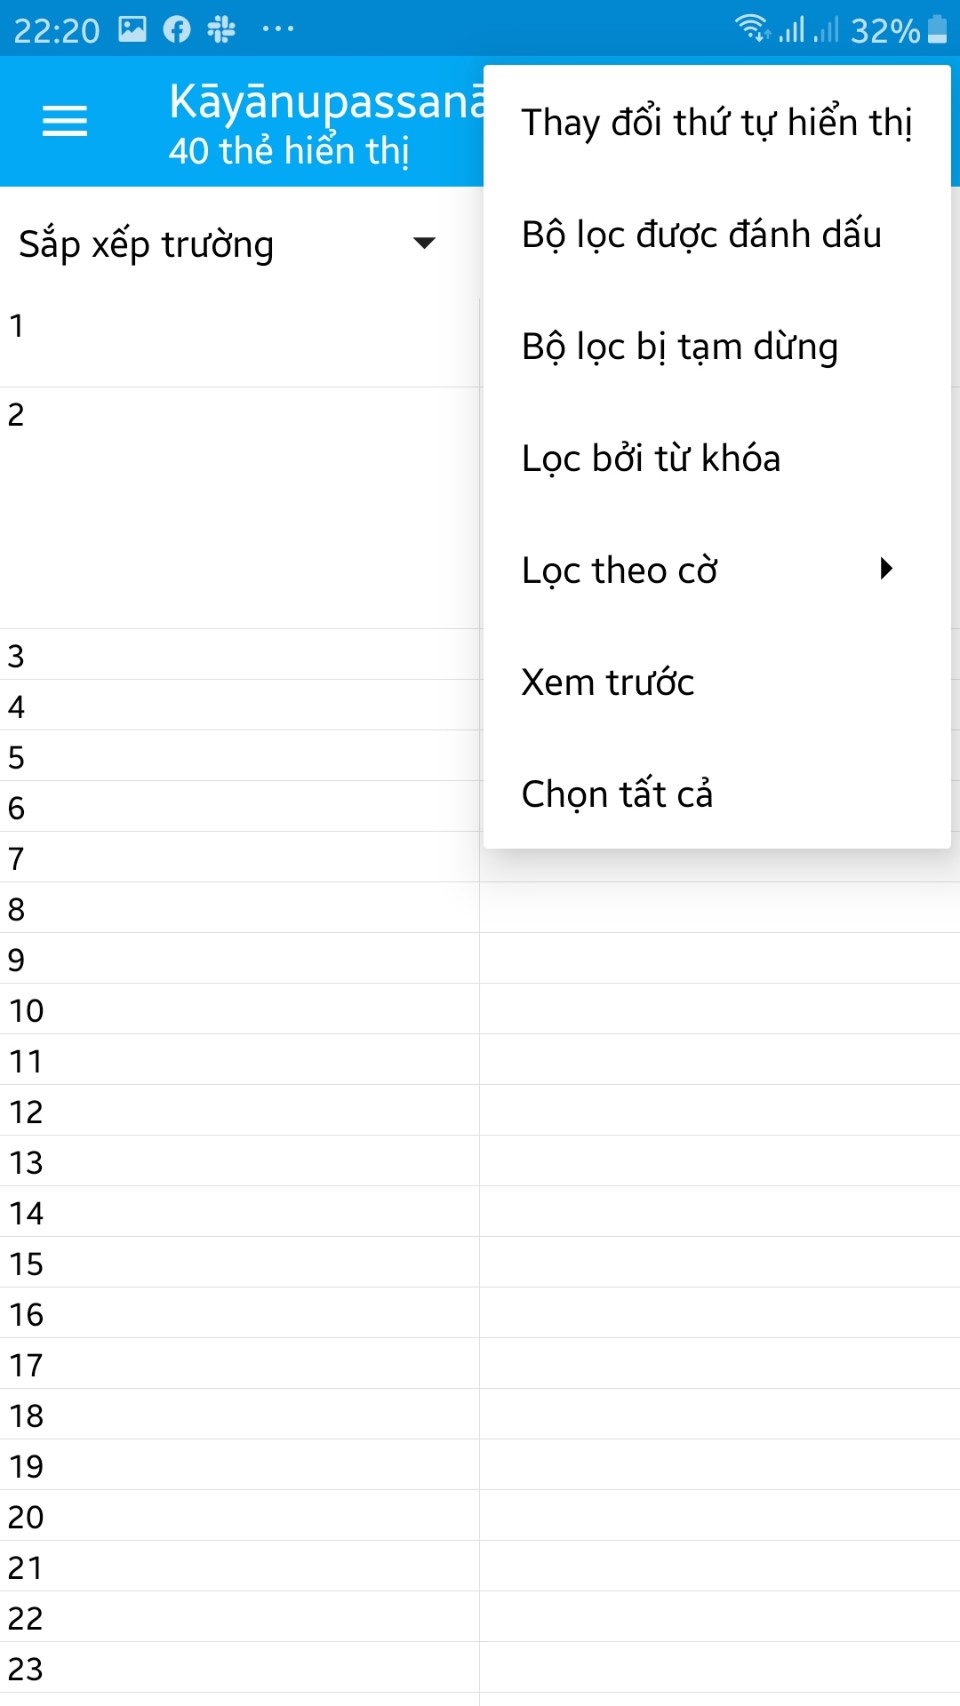 22:20
32%
Kāyānupassanā
40 thẻ hiển thị
Thay đổi thứ tự hiển thị
Bộ lọc được đánh dấu
Bộ lọc bị tạm dừng
Lọc bởi từ khóa
Lọc theo cờ
Xem trước
Chọn tất cả
Sắp xếp trường
1
2
3
4
5
6
7
8
9
10
11
12
13
14
15
16
17
18
19
20
21
22
23